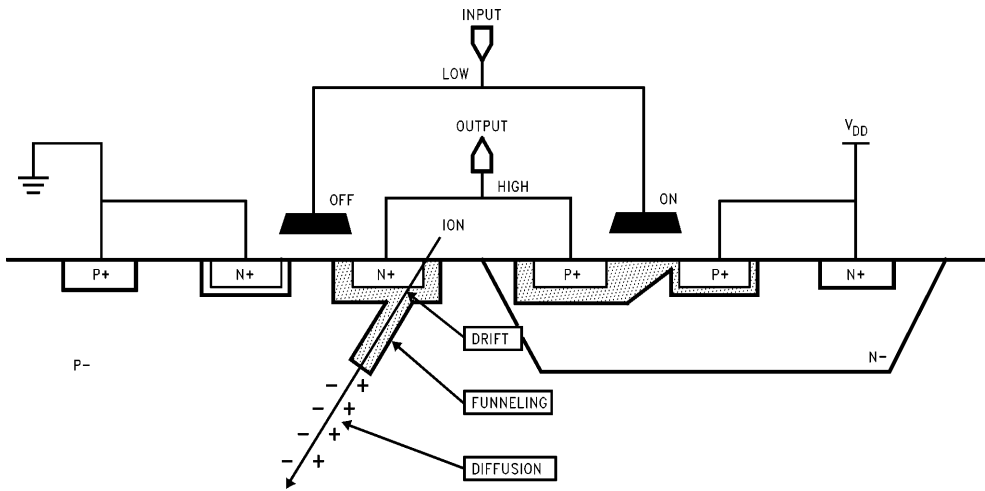 INPUT
LOW
OUTPUT
VDD
HIGH
OFF
ON
ION
P+
N+
N+
P+
P+
N+
DRIFT
P-
N-
FUNNELING
- +
- +
- +
- +
DIFFUSION